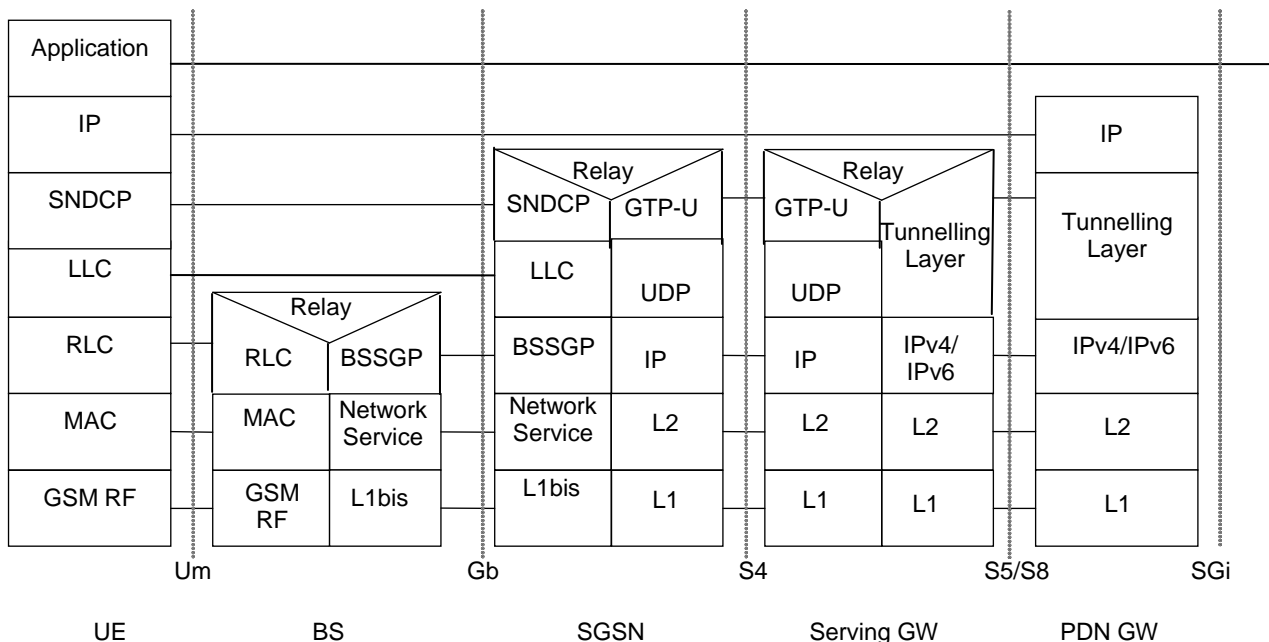 Application
IP
SNDCP
LLC
RLC
MAC
GSM RF
Relay
RLC
BSSGP
MAC
Network
Service
GSM
RF
L1bis
Relay
SNDCP
GTP-U
LLC
UDP
BSSGP
IP
Network
Service
L2
L1bis
L1
Relay
GTP-U
Tunnelling
Layer
UDP
IP
IPv4/
IPv6
L2
L2
L1
L1
IP
Tunnelling
Layer
IPv4/IPv6
L2
L1
Um
Gb
S4
S5/S8
SGi
UE
BS
SGSN
Serving GW
PDN GW